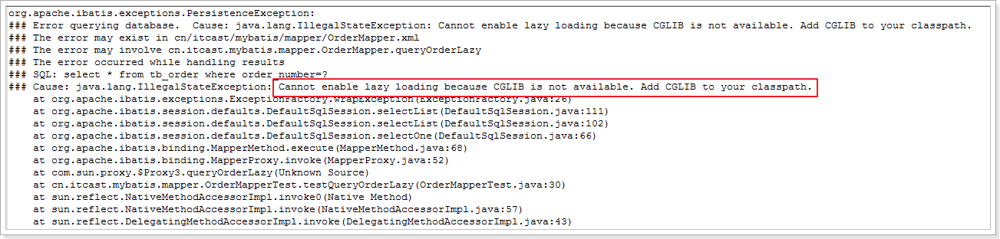 org.apache.ibatis.exceptions.PersistenceException:
### Error querying database.  Cause: java.lang.IllegalStateException: Cannot enable lazy loading because CGLIB is not available. Add CGLIB to your classpath.
### The error may exist in cn/itcast/mybatis/mapper/OrderMapper.xml
### The error may involve cn.itcast.mybatis.mapper.OrderMapper.queryOrderLazy
### The error occurred while handling results
### SQL: select * from tb_order where order_number=?
### Cause: java.lang.IllegalStateException: Cannot enable lazy loading because CGLIB is not available. Add CGLIB to your classpath.
at org.apache.ibatis.exceptions.ExceptionFactory.wrapException(ExceptionFactory.java:26)
at org.apache.ibatis.session.defaults.DefaultSqlSession.selectList(DefaultSqlSession.java:111)
at org.apache.ibatis.session.defaults.DefaultSqlSession.selectList(DefaultSqlSession.java:102)
at org.apache.ibatis.session.defaults.DefaultSqlSession.selectOne(DefaultSqlSession.java:66)
at org.apache.ibatis.binding.MapperMethod.execute(MapperMethod.java:68)
at org.apache.ibatis.binding.MapperProxy.invoke(MapperProxy.java:52)
at com.sun.proxy.$Proxy3.queryOrderLazy(Unknown Source)
at cn.itcast.mybatis.mapper.OrderMapperTest.testQueryOrderLazy(OrderMapperTest.java:30)
at sun.reflect.NativeMethodAccessorImpl.invoke0(Native Method)
at sun.reflect.NativeMethodAccessorImpl.invoke(NativeMethodAccessorImpl.java:57)
at sun.reflect.DelegatingMethodAccessorImpl.invoke(DelegatingMethodAccessorImpl.java:43)